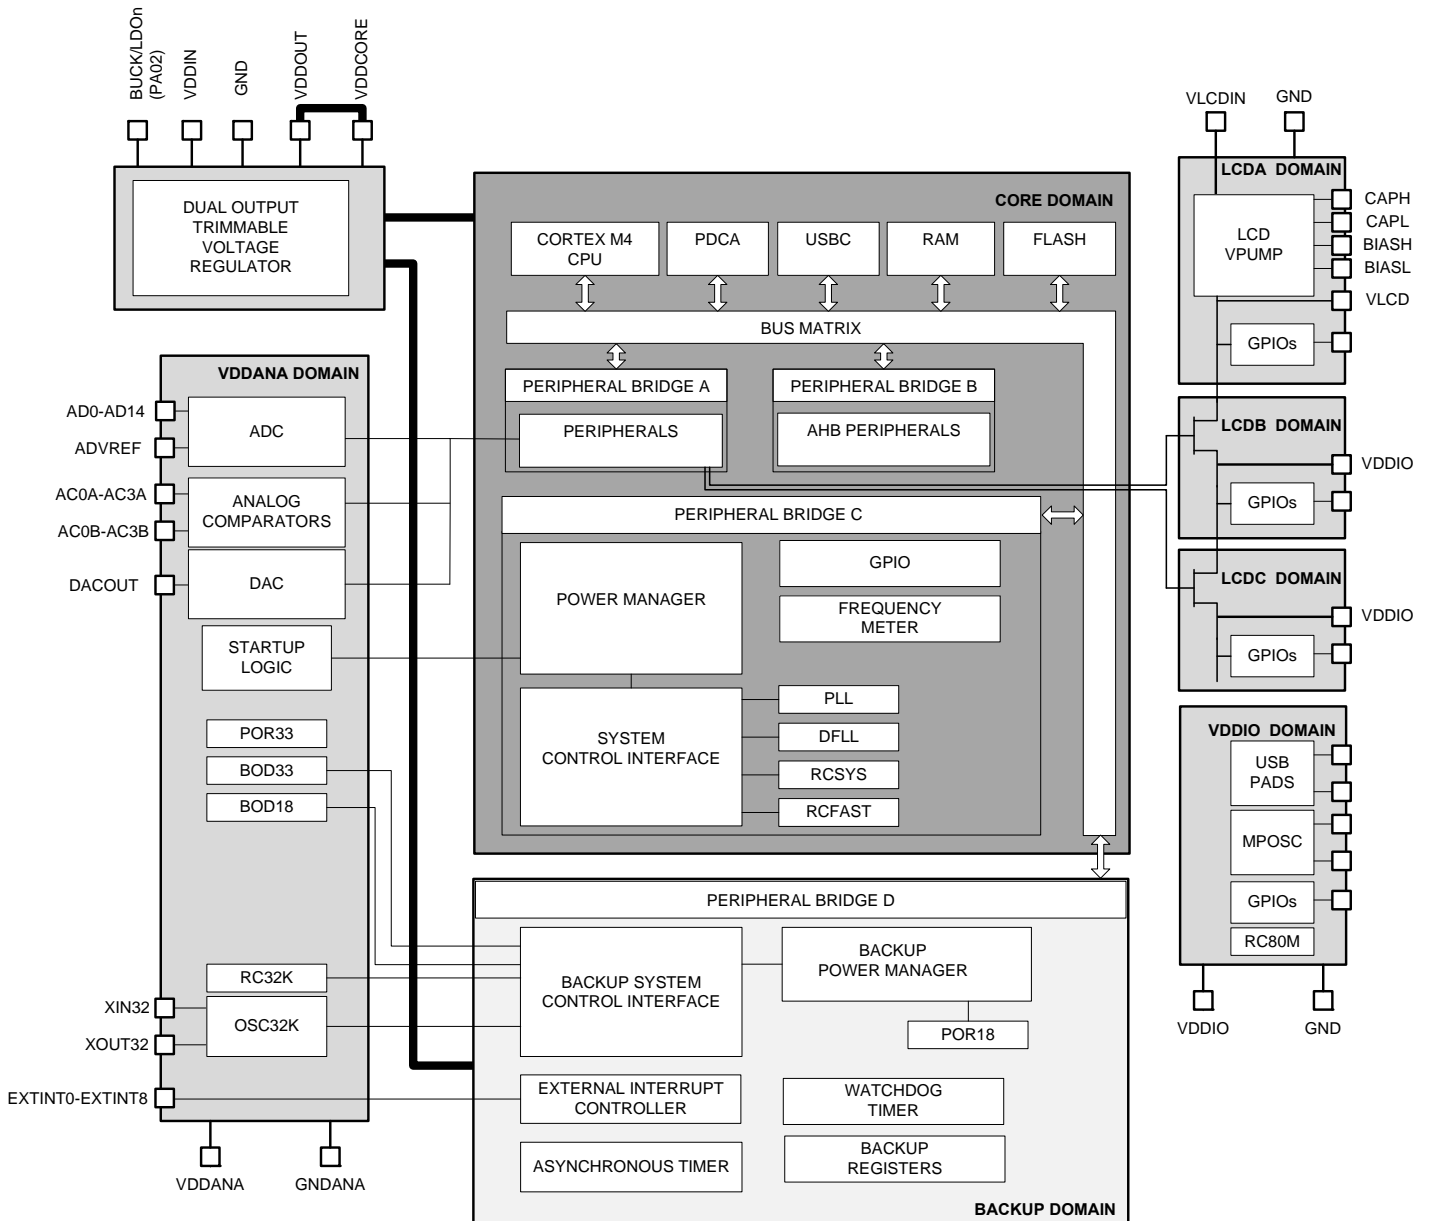 BUCK/LDOn
(PA02)
VDDIN
GND
VDDOUT
VDDCORE
DUAL OUTPUT
TRIMMABLE
VOLTAGE
REGULATOR
CORE DOMAIN
CORTEX M4
CPU
PDCA
USBC
RAM
FLASH
BUS MATRIX
PERIPHERAL BRIDGE A
PERIPHERALS
PERIPHERAL BRIDGE B
AHB PERIPHERALS
PERIPHERAL BRIDGE C
POWER MANAGER
GPIO
FREQUENCY
METER
SYSTEM
CONTROL INTERFACE
PLL
DFLL
RCSYS
RCFAST
VDDANA DOMAIN
AD0-AD14
ADVREF
ADC
AC0A-AC3A
AC0B-AC3B
ANALOG
COMPARATORS
DACOUT
DAC
STARTUP
LOGIC
POR33
BOD33
BOD18
RC32K
XIN32
XOUT32
OSC32K
EXTINT0-EXTINT8
VDDANA
GNDANA
PERIPHERAL BRIDGE D
BACKUP SYSTEM
CONTROL INTERFACE
BACKUP
POWER MANAGER
POR18
EXTERNAL INTERRUPT
CONTROLLER
WATCHDOG
TIMER
ASYNCHRONOUS TIMER
BACKUP
REGISTERS
BACKUP DOMAIN
VLCDIN
GND
LCDA DOMAIN
LCD
VPUMP
CAPH
CAPL
BIASH
BIASL
VLCD
GPIOs
LCDB DOMAIN
VDDIO
GPIOs
LCDC DOMAIN
VDDIO
GPIOs
VDDIO DOMAIN
USB
PADS
MPOSC
GPIOs
RC80M
VDDIO
GND